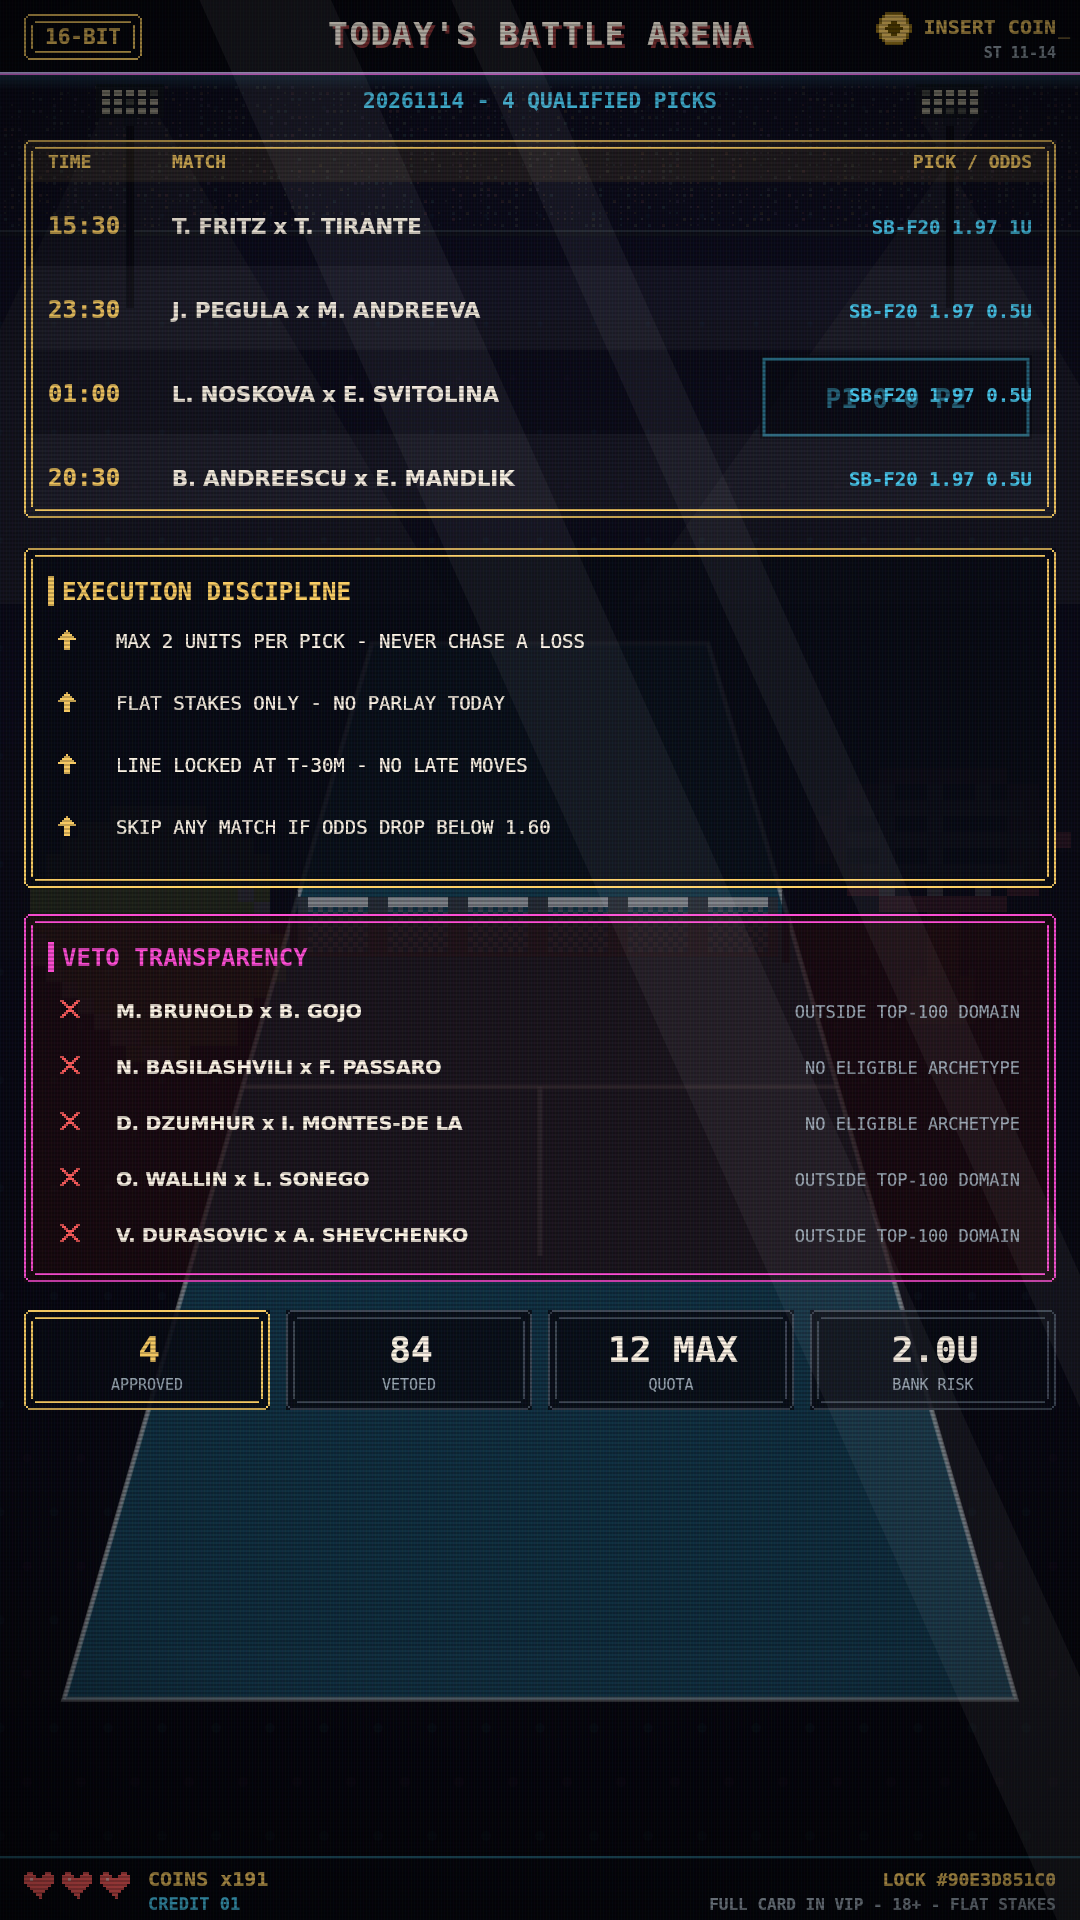 16-BIT
TODAY'S BATTLE ARENA
INSERT COIN_
ST 11-14
20261114 - 4 QUALIFIED PICKS
TIME MATCH PICK / ODDS
15:30 T. FRITZ x T. TIRANTE SB-F20 1.97 1U
23:30 J. PEGULA x M. ANDREEVA SB-F20 1.97 0.5U
01:00 L. NOSKOVA x E. SVITOLINA SB-F20 1.97 0.5U
P1 0-0 P2
20:30 B. ANDREESCU x E. MANDLIK SB-F20 1.97 0.5U
EXECUTION DISCIPLINE
MAX 2 UNITS PER PICK - NEVER CHASE A LOSS
FLAT STAKES ONLY - NO PARLAY TODAY
LINE LOCKED AT T-30M - NO LATE MOVES
SKIP ANY MATCH IF ODDS DROP BELOW 1.60
VETO TRANSPARENCY
M. BRUNOLD x B. GOJO OUTSIDE TOP-100 DOMAIN
N. BASILASHVILI x F. PASSARO NO ELIGIBLE ARCHETYPE
D. DZUMHUR x I. MONTES-DE LA NO ELIGIBLE ARCHETYPE
O. WALLIN x L. SONEGO OUTSIDE TOP-100 DOMAIN
V. DURASOVIC x A. SHEVCHENKO OUTSIDE TOP-100 DOMAIN
4 84 12 MAX 2.0U
APPROVED VETOED QUOTA BANK RISK
COINS x191 LOCK #90E3D851C0
CREDIT 01 FULL CARD IN VIP - 18+ - FLAT STAKES